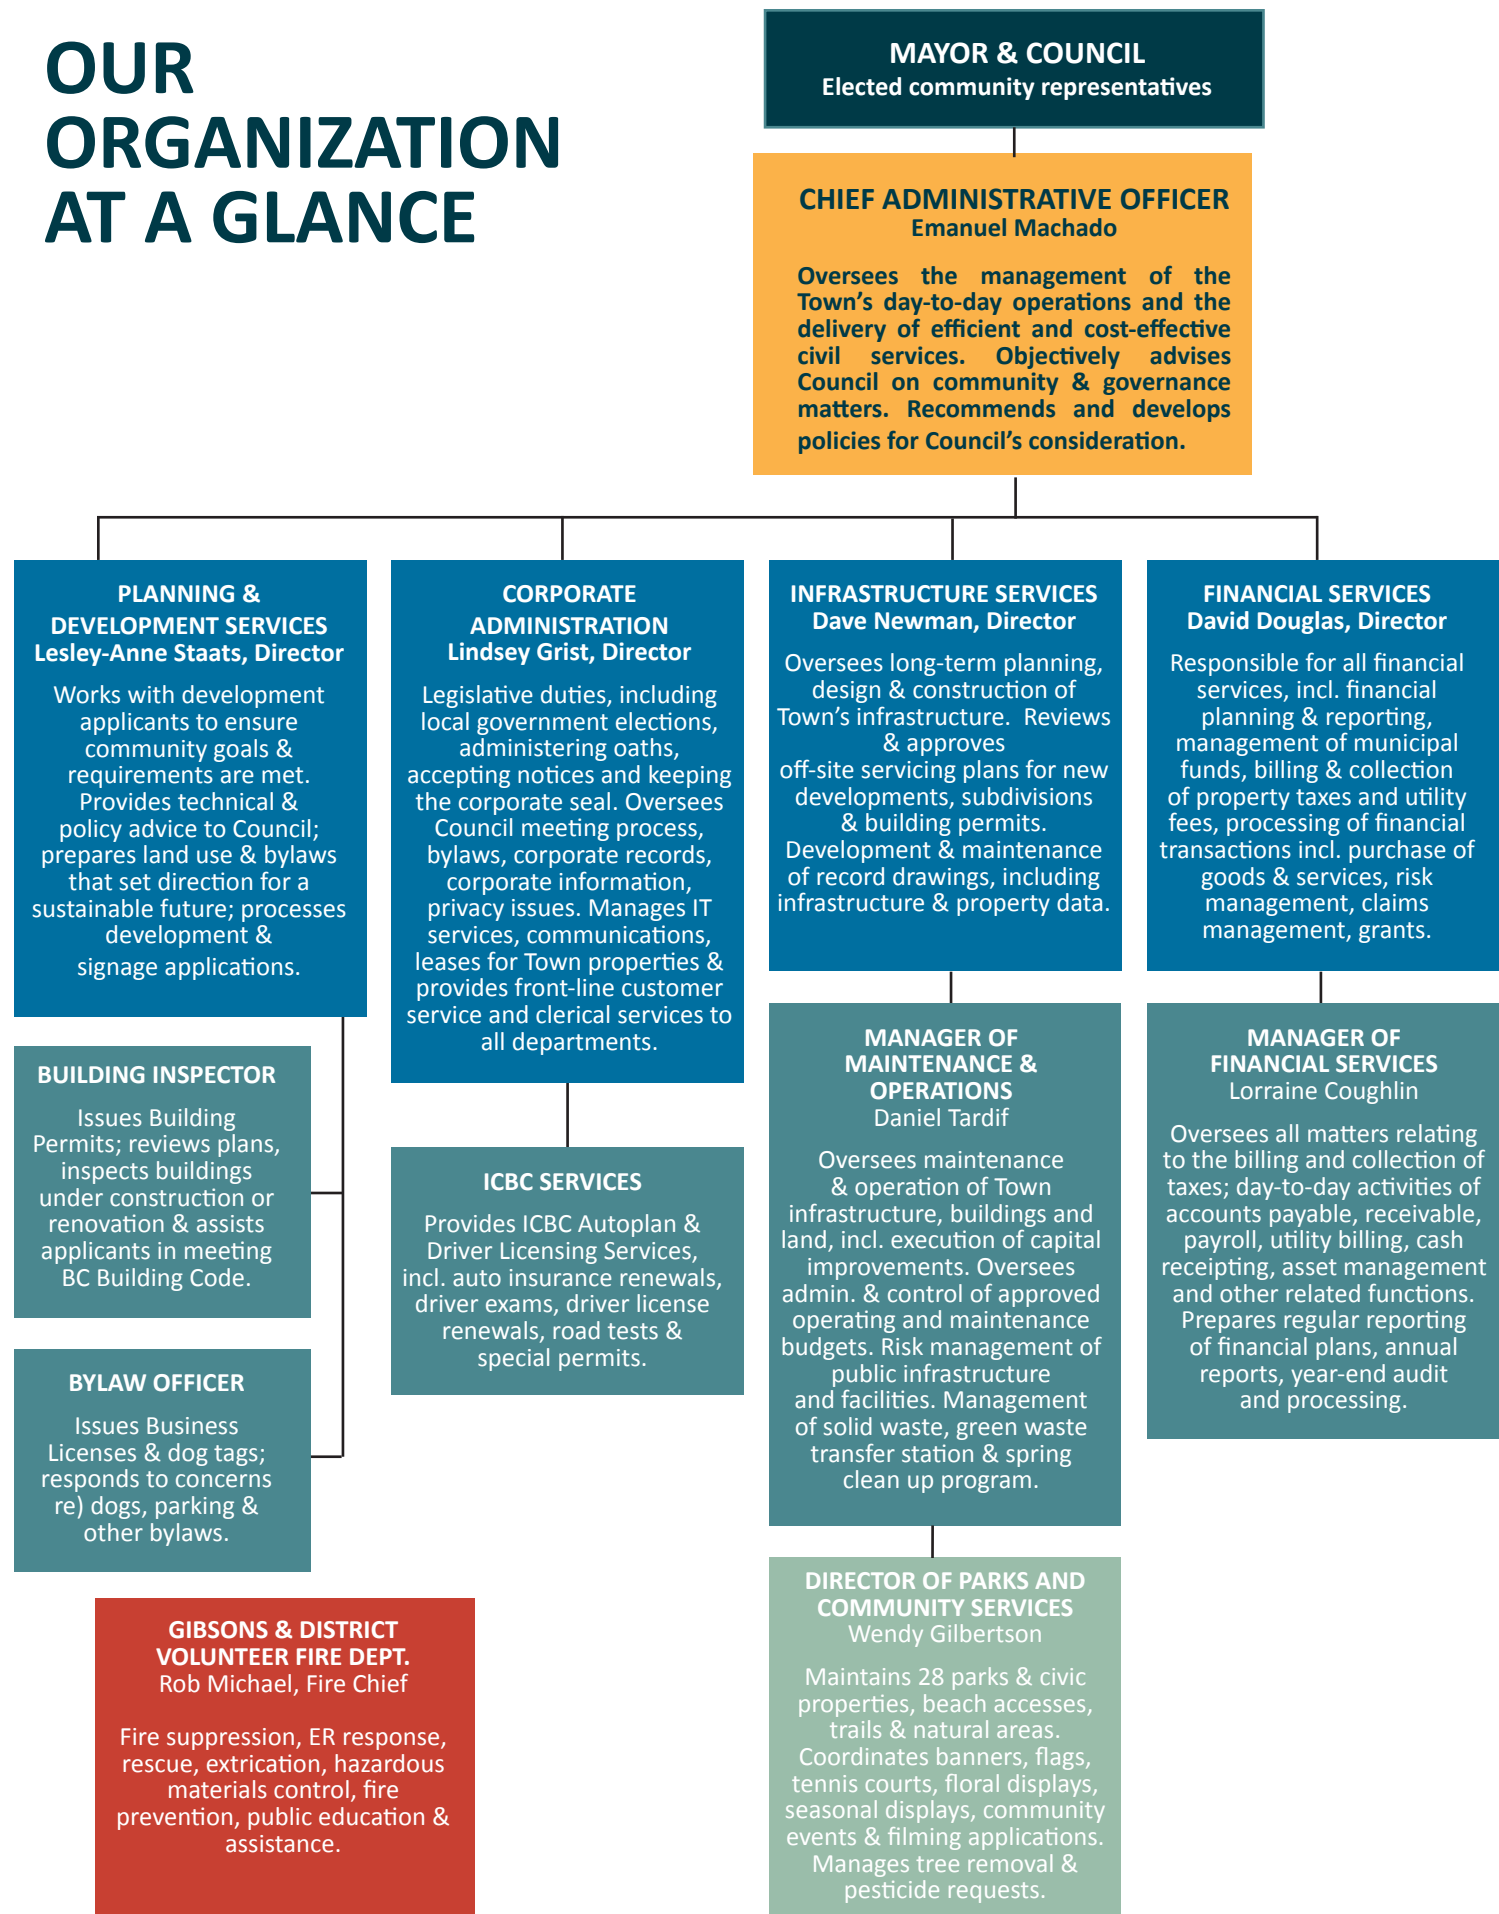 OUR
ORGANIZATION
AT A GLANCE
MAYOR & COUNCIL
Elected community representatives
CHIEF ADMINISTRATIVE OFFICER
Emanuel Machado
Oversees the management of the
Town’s day-to-day operations and the
delivery of efficient and cost-effective
civil services. Objectively advises
Council on community & governance
matters. Recommends and develops
policies for Council’s consideration.
PLANNING &
DEVELOPMENT SERVICES
Lesley-Anne Staats, Director
Works with development
applicants to ensure
community goals &
requirements are met.
Provides technical &
policy advice to Council;
prepares land use & bylaws
that set direction for a
sustainable future; processes
development &
signage applications.
BUILDING INSPECTOR
Issues Building
Permits; reviews plans,
inspects buildings
under construction or
renovation & assists
applicants in meeting
BC Building Code.
BYLAW OFFICER
Issues Business
Licenses & dog tags;
responds to concerns
re) dogs, parking &
other bylaws.
GIBSONS & DISTRICT
VOLUNTEER FIRE DEPT.
Rob Michael, Fire Chief
Fire suppression, ER response,
rescue, extrication, hazardous
materials control, fire
prevention, public education &
assistance.
CORPORATE
ADMINISTRATION
Lindsey Grist, Director
Legislative duties, including
local government elections,
administering oaths,
accepting notices and keeping
the corporate seal. Oversees
Council meeting process,
bylaws, corporate records,
corporate information,
privacy issues. Manages IT
services, communications,
leases for Town properties &
provides front-line customer
service and clerical services to
all departments.
ICBC SERVICES
Provides ICBC Autoplan &
Driver Licensing Services,
incl. auto insurance renewals,
driver exams, driver license
renewals, road tests &
special permits.
INFRASTRUCTURE SERVICES
Dave Newman, Director
Oversees long-term planning,
design & construction of
Town’s infrastructure. Reviews
& approves
off-site servicing plans for new
developments, subdivisions
& building permits.
Development & maintenance
of record drawings, including
infrastructure & property data.
MANAGER OF
MAINTENANCE &
OPERATIONS
Daniel Tardif
Oversees maintenance
& operation of Town
infrastructure, buildings and
land, incl. execution of capital
improvements. Oversees
admin. & control of approved
operating and maintenance
budgets. Risk management of
public infrastructure
and facilities. Management
of solid waste, green waste
transfer station & spring
clean up program.
DIRECTOR OF PARKS AND
COMMUNITY SERVICES
Wendy Gilbertson
Maintains 28 parks & civic
properties, beach accesses,
trails & natural areas.
Coordinates banners, flags,
tennis courts, floral displays,
seasonal displays, community
events & filming applications.
Manages tree removal &
pesticide requests.
FINANCIAL SERVICES
David Douglas, Director
Responsible for all financial
services, incl. financial
planning & reporting,
management of municipal
funds, billing & collection
of property taxes and utility
fees, processing of financial
transactions incl. purchase of
goods & services, risk
management, claims
management, grants.
MANAGER OF
FINANCIAL SERVICES
Lorraine Coughlin
Oversees all matters relating
to the billing and collection of
taxes; day-to-day activities of
accounts payable, receivable,
payroll, utility billing, cash
receipting, asset management
and other related functions.
Prepares regular reporting
of financial plans, annual
reports, year-end audit
and processing.